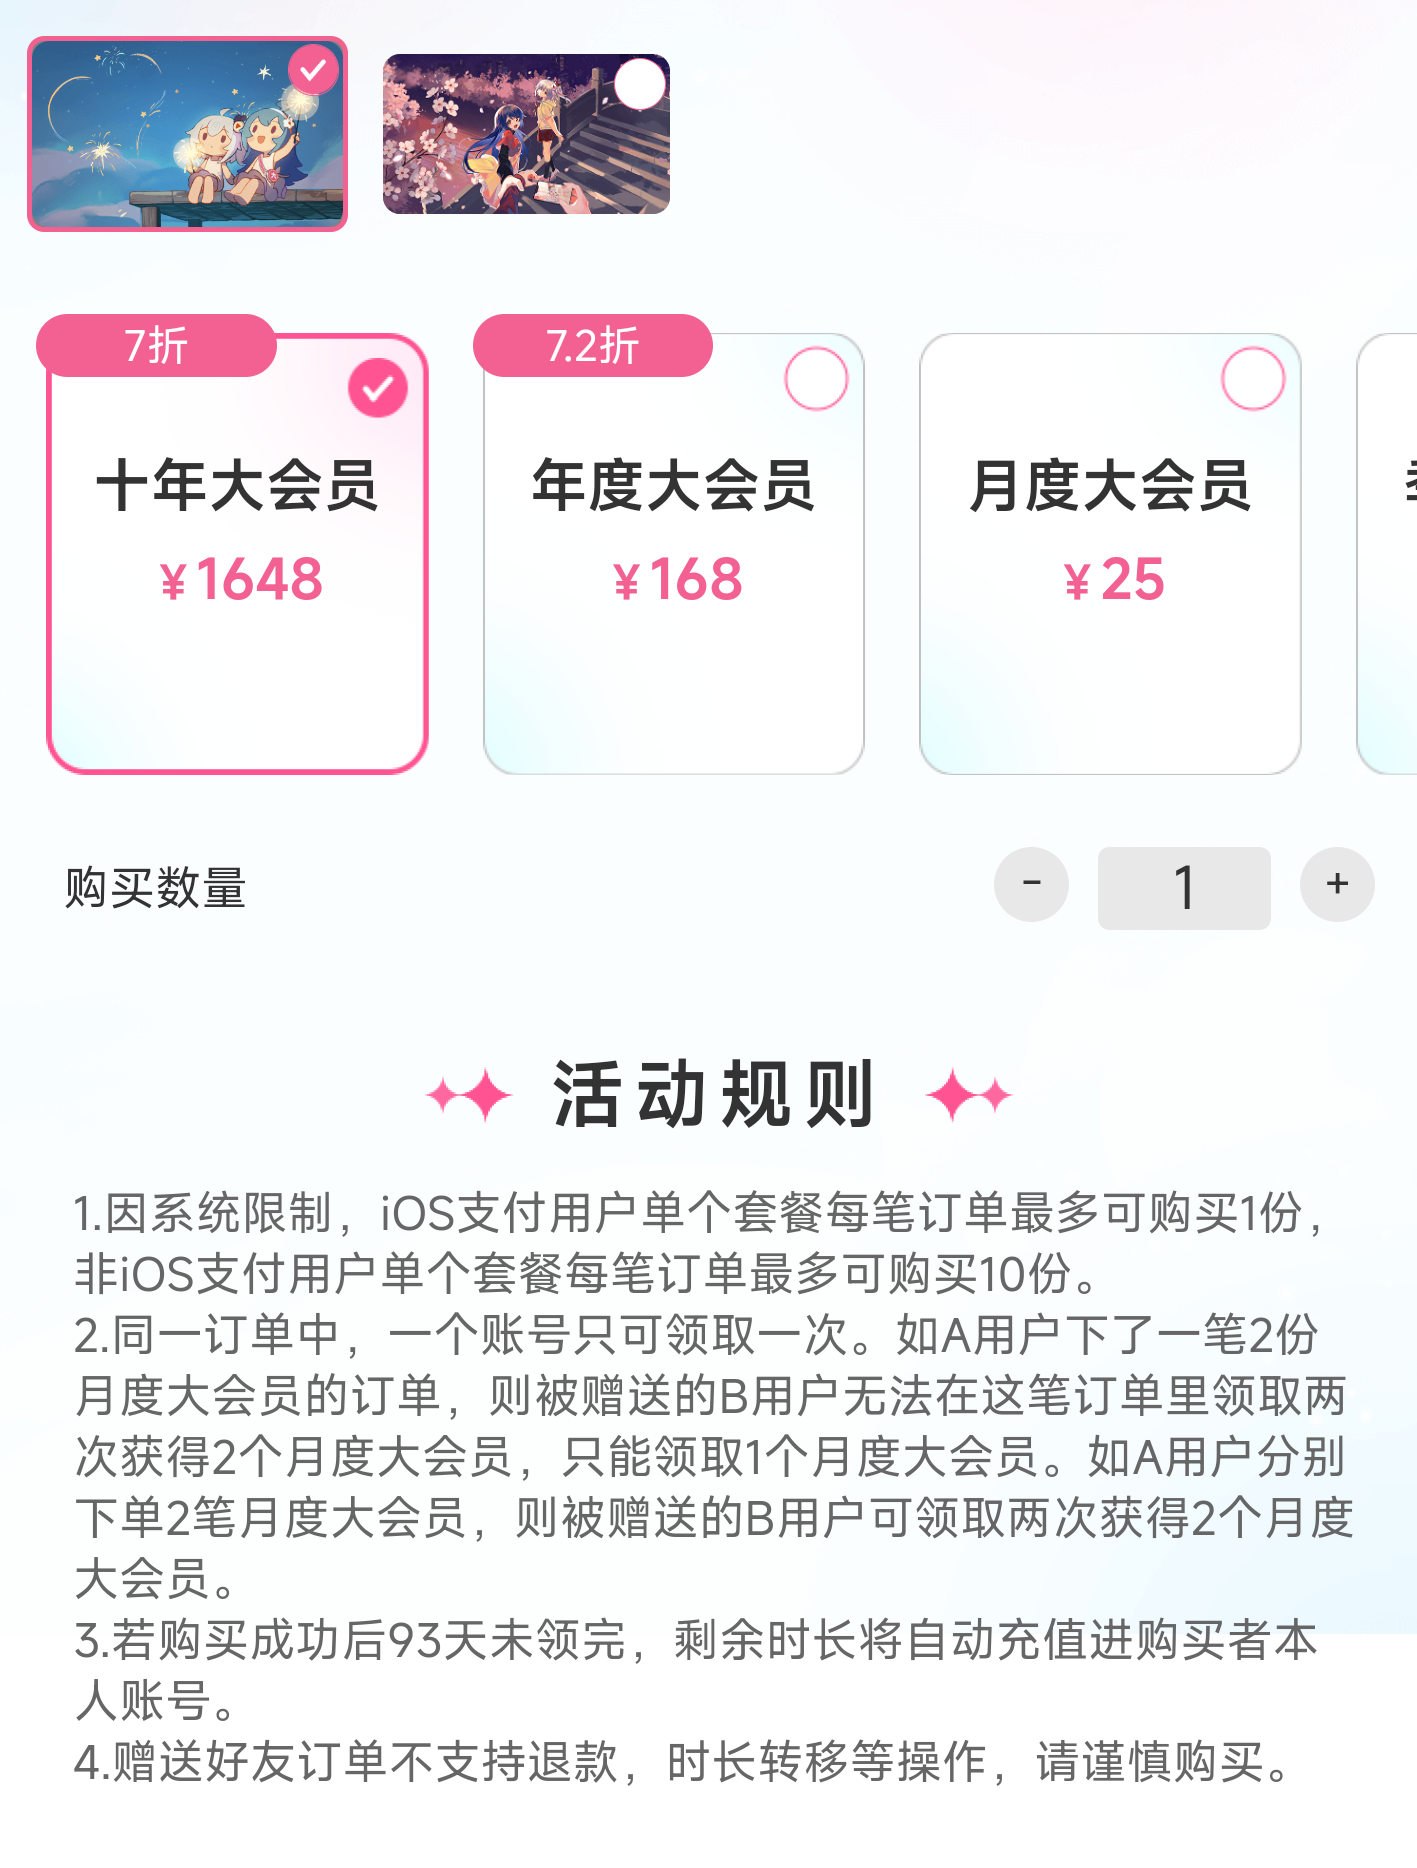 7折
7.2折
十年大会员
年度大会员
月度大会员
¥1648
¥168
¥25
购买数量
- 1 +
活动规则
1.因系统限制，iOS支付用户单个套餐每笔订单最多可购买1份，
非iOS支付用户单个套餐每笔订单最多可购买10份。
2.同一订单中，一个账号只可领取一次。如A用户下了一笔2份
月度大会员的订单，则被赠送的B用户无法在这笔订单里领取两
次获得2个月度大会员，只能领取1个月度大会员。如A用户分别
下单2笔月度大会员，则被赠送的B用户可领取两次获得2个月度
大会员。
3.若购买成功后93天未领完，剩余时长将自动充值进购买者本
人账号。
4.赠送好友订单不支持退款，时长转移等操作，请谨慎购买。